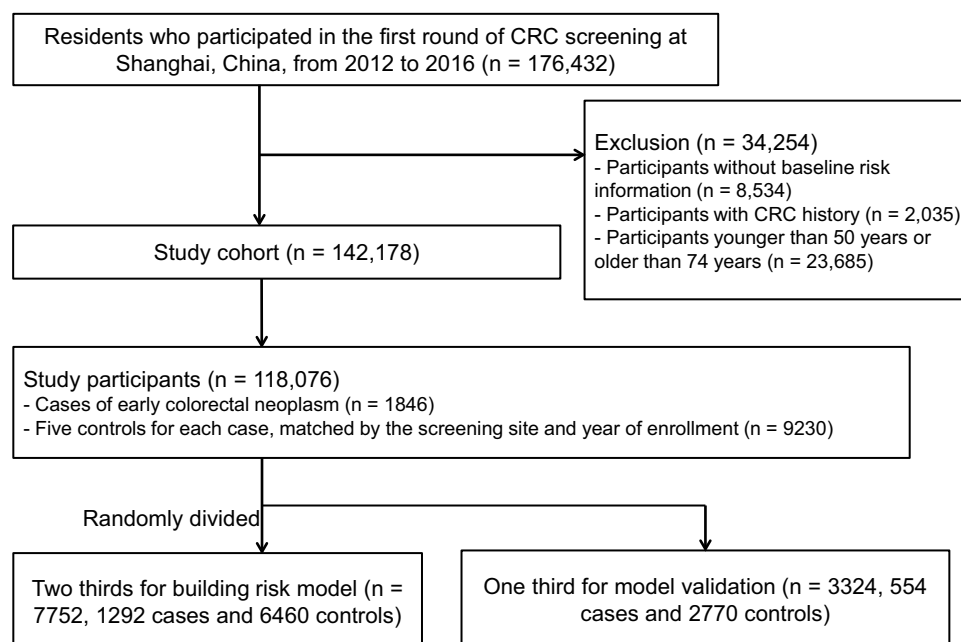 Residents who participated in the first round of CRC screening at
Shanghai, China, from 2012 to 2016 (n = 176,432)
Exclusion (n = 34,254)
- Participants without baseline risk
information (n = 8,534)
- Participants with CRC history (n = 2,035)
- Participants younger than 50 years or
older than 74 years (n = 23,685)
Study cohort (n = 142,178)
Study participants (n = 118,076)
- Cases of early colorectal neoplasm (n = 1846)
- Five controls for each case, matched by the screening site and year of enrollment (n = 9230)
Randomly divided
Two thirds for building risk model (n =
7752, 1292 cases and 6460 controls)
One third for model validation (n = 3324, 554
cases and 2770 controls)